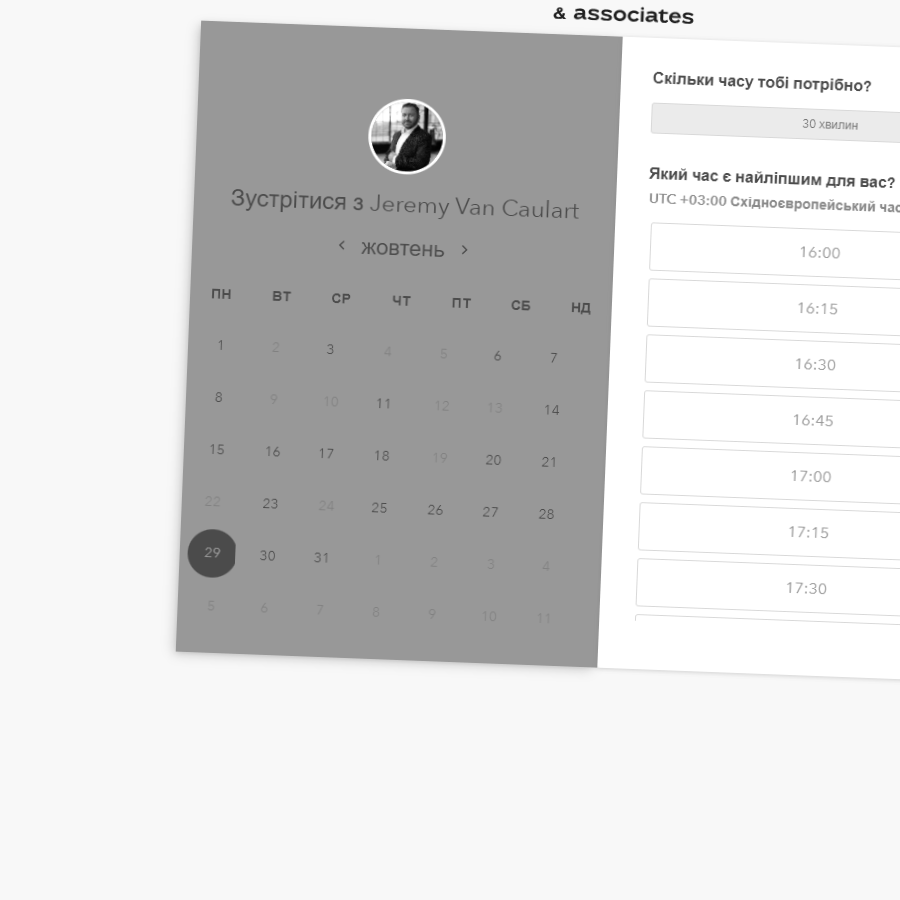 & associates
Зустрітися з Jeremy Van Caulart
‹ жовтень ›
ПН ВТ СР ЧТ ПТ СБ НД
1 2 3 4 5 6 7
8 9 10 11 12 13 14
15 16 17 18 19 20 21
22 23 24 25 26 27 28
29 30 31 1 2 3 4
5 6 7 8 9 10 11
Скільки часу тобі потрібно?
30 хвилин
Який час є найліпшим для вас?
UTC +03:00 Східноєвропейський час
16:00
16:15
16:30
16:45
17:00
17:15
17:30